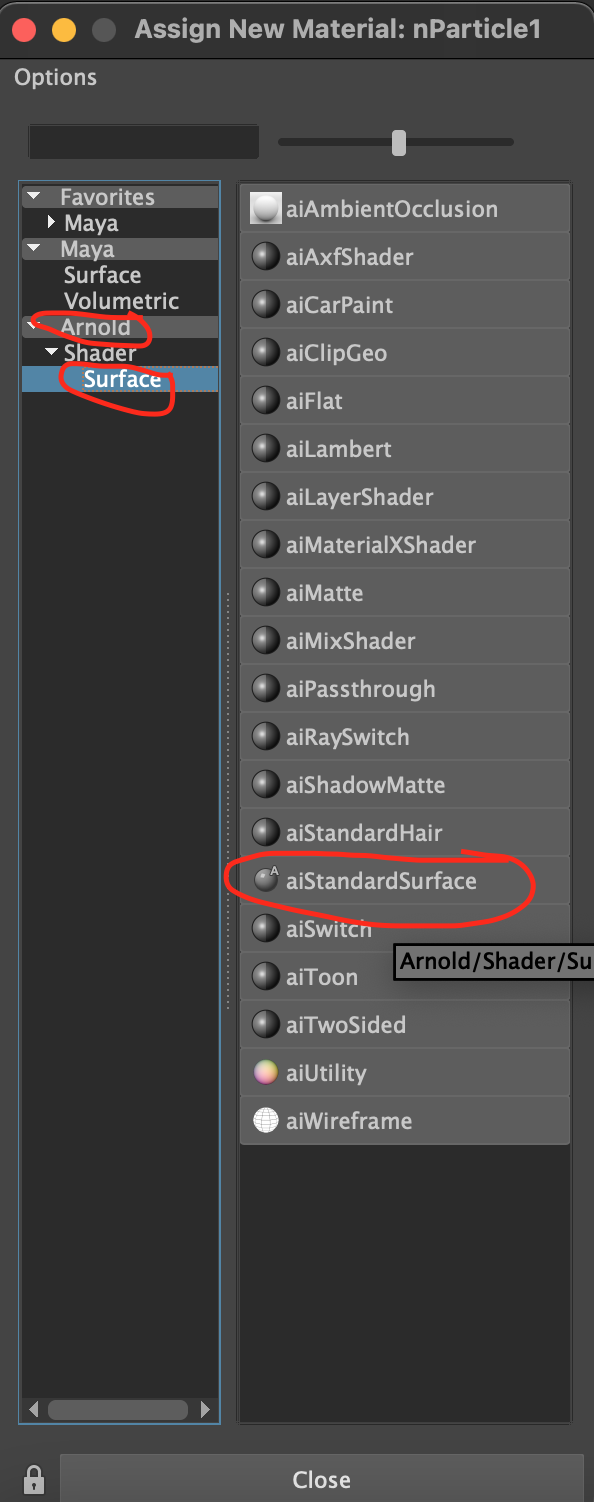 Assign New Material: nParticle1
Options
Favorites
Maya
Maya
Surface
Volumetric
Arnold
Shader
Surface
aiAmbientOcclusion
aiAxfShader
aiCarPaint
aiClipGeo
aiFlat
aiLambert
aiLayerShader
aiMaterialXShader
aiMatte
aiMixShader
aiPassthrough
aiRaySwitch
aiShadowMatte
aiStandardHair
A
aiStandardSurface
aiSwitch
Arnold/Shader/Su
aiToon
aiTwoSided
aiUtility
aiWireframe
Close